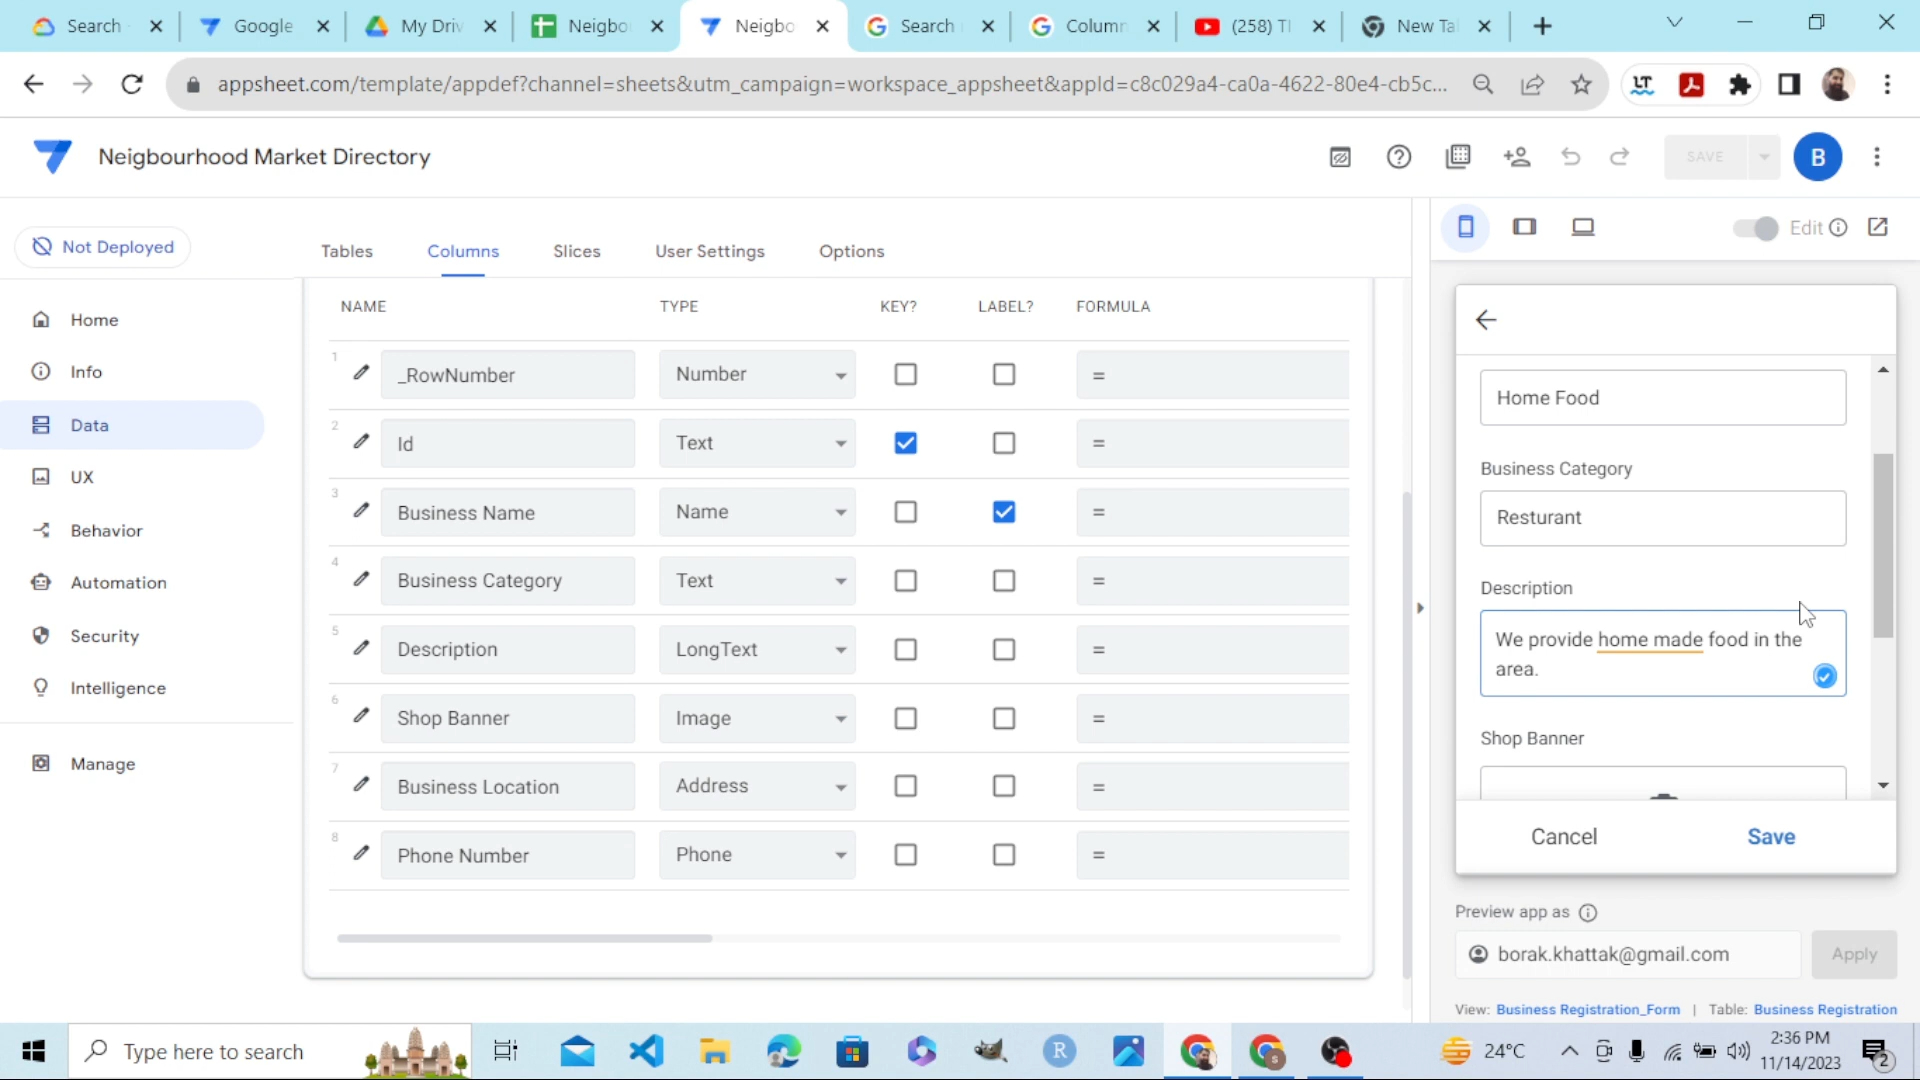 Search
Google
My Driv
Neigbo
Neigbo
Search
Column
(258) TI
New Ta
appsheet.com/template/appdef?channel=sheets&utm_campaign=workspace_appsheet&appId=c8c029a4-ca0a-4622-80e4-cb5c...
LT
Neigbourhood Market Directory
SAVE
B
Not Deployed
Tables
Columns
Slices
User Settings
Options
Edit
Home
Info
Data
UX
Behavior
Automation
Security
Intelligence
Manage
NAME TYPE KEY? LABEL? FORMULA
1 _RowNumber Number =
2 Id Text =
3 Business Name Name =
4 Business Category Text =
5 Description LongText =
6 Shop Banner Image =
7 Business Location Address =
8 Phone Number Phone =
Home Food
Business Category
Resturant
Description
We provide home made food in the
area.
Shop Banner
Cancel Save
Preview app as
borak.khattak@gmail.com Apply
View: Business Registration_Form | Table: Business Registration
Type here to search
R
S
24°C
2:36 PM
11/14/2023
2